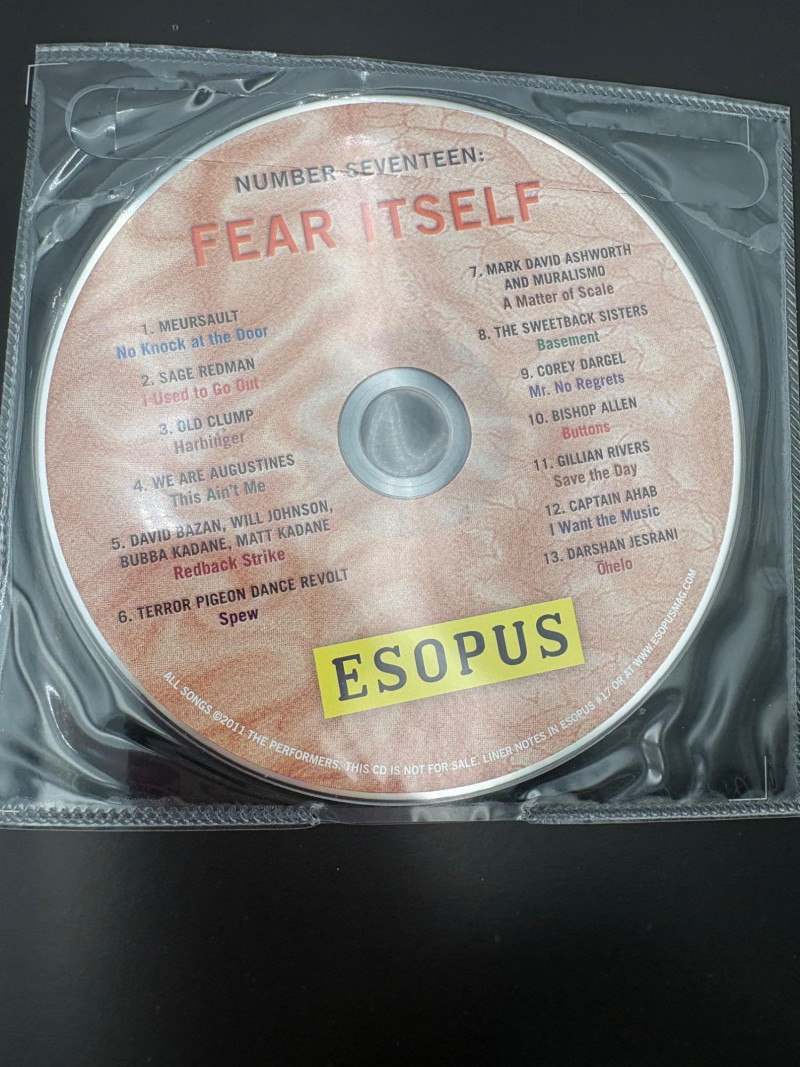 NUMBER SEVENTEEN:
FEAR ITSELF
1. MEURSAULT
No Knock at the Door
2. SAGE REDMAN
I Used to Go Out
3. OLD CLUMP
Harbinger
4. WE ARE AUGUSTINES
This Ain't Me
5. DAVID BAZAN, WILL JOHNSON,
BUBBA KADANE, MATT KADANE
Redback Strike
6. TERROR PIGEON DANCE REVOLT
Spew
7. MARK DAVID ASHWORTH
AND MURALISMO
A Matter of Scale
8. THE SWEETBACK SISTERS
Basement
9. COREY DARGEL
Mr. No Regrets
10. BISHOP ALLEN
Buttons
11. GILLIAN RIVERS
Save the Day
12. CAPTAIN AHAB
I Want the Music
13. DARSHAN JESRANI
Ohelo
ESOPUS
ALL SONGS ©2011 THE PERFORMERS. THIS CD IS NOT FOR SALE. LINER NOTES IN ESOPUS #17 OR AT WWW.ESOPUSMAG.COM